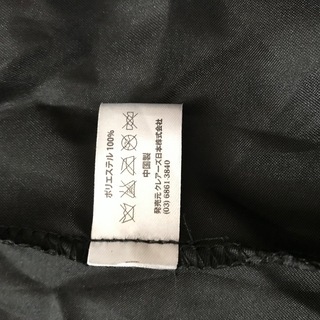 ポリエステル 100%
中国製
発売元 クレアーズ日本株式会社
(03) 6861 3840